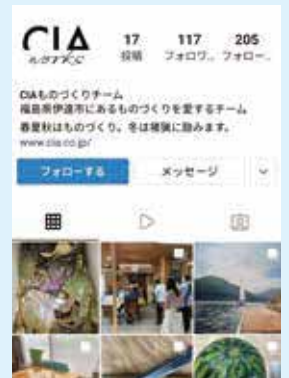 CIA
17 117 205
投稿 フォロワ.. フォロー..
CIAものづくりチーム
福島県伊達市にあるものづくりを愛するチーム
春夏秋はものづくり。冬は猪猟に励みます。
www.cia.co.jp/
フォローする メッセージ